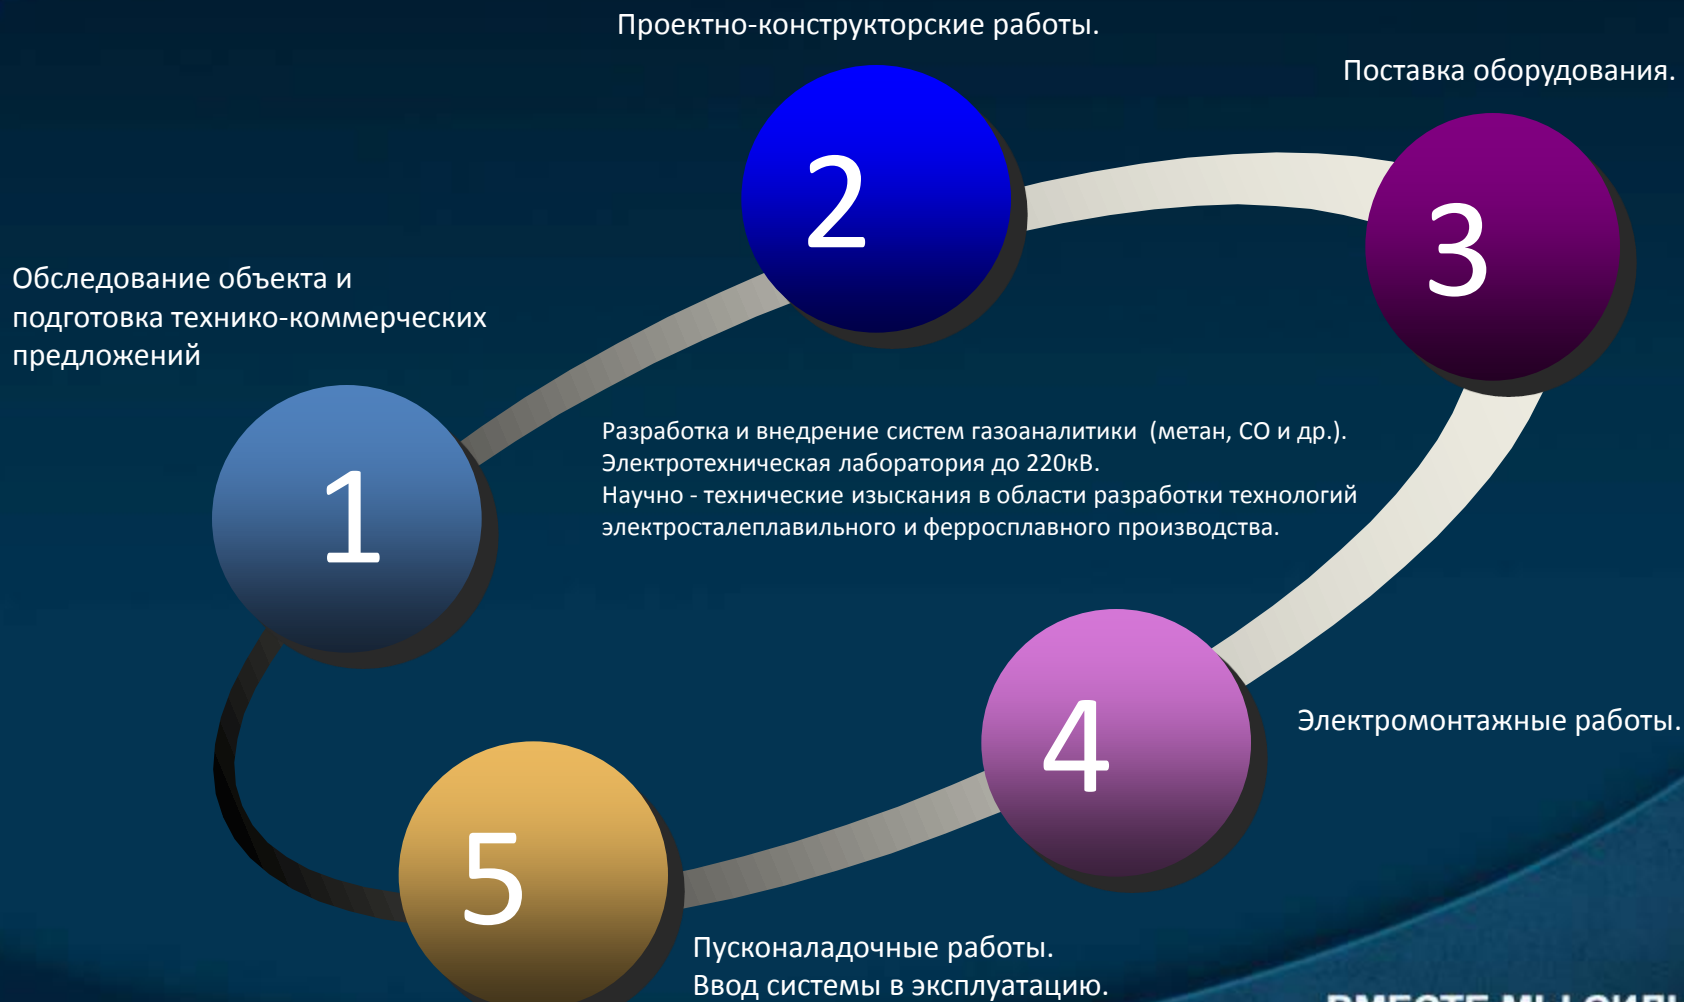 Проектно-конструкторские работы.
Поставка оборудования.
2
3
Обследование объекта и
подготовка технико-коммерческих
предложений
1
Разработка и внедрение систем газоаналитики (метан, СО и др.).
Электротехническая лаборатория до 220кВ.
Научно - технические изыскания в области разработки технологий
электросталеплавильного и ферросплавного производства.
4
Электромонтажные работы.
5
Пусконаладочные работы.
Ввод системы в эксплуатацию.